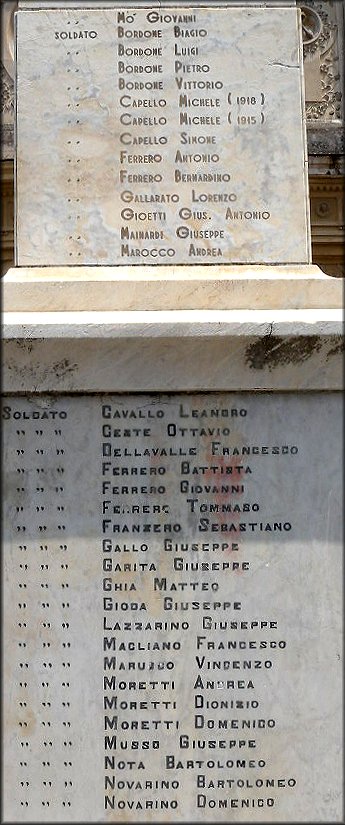 " " Mo' Giovanni
SOLDATO Bordone Biagio
" " Bordone Luigi
" " Bordone Pietro
" " Bordone Vittorio
" " Capello Michele (1918)
" " Capello Michele (1915)
" " Capello Simone
" " Ferrero Antonio
" " Ferrero Bernardino
" " Gallarato Lorenzo
" " Gioetti Gius. Antonio
" " Mainardi Giuseppe
" " Marocco Andrea
Soldato Cavallo Leandro
" " " Ceste Ottavio
" " " Dellavalle Francesco
" " " Ferrero Battista
" " " Ferrero Giovanni
" " " Ferrero Tommaso
" " " Franzero Sebastiano
" " " Gallo Giuseppe
" " " Garita Giuseppe
" " " Ghia Matteo
" " " Gioda Giuseppe
" " " Lazzarino Giuseppe
" " " Magliano Francesco
" " " Marusco Vincenzo
" " " Moretti Andrea
" " " Moretti Dionizio
" " " Moretti Domenico
" " " Musso Giuseppe
" " " Nota Bartolomeo
" " " Novarino Bartolomeo
" " " Novarino Domenico